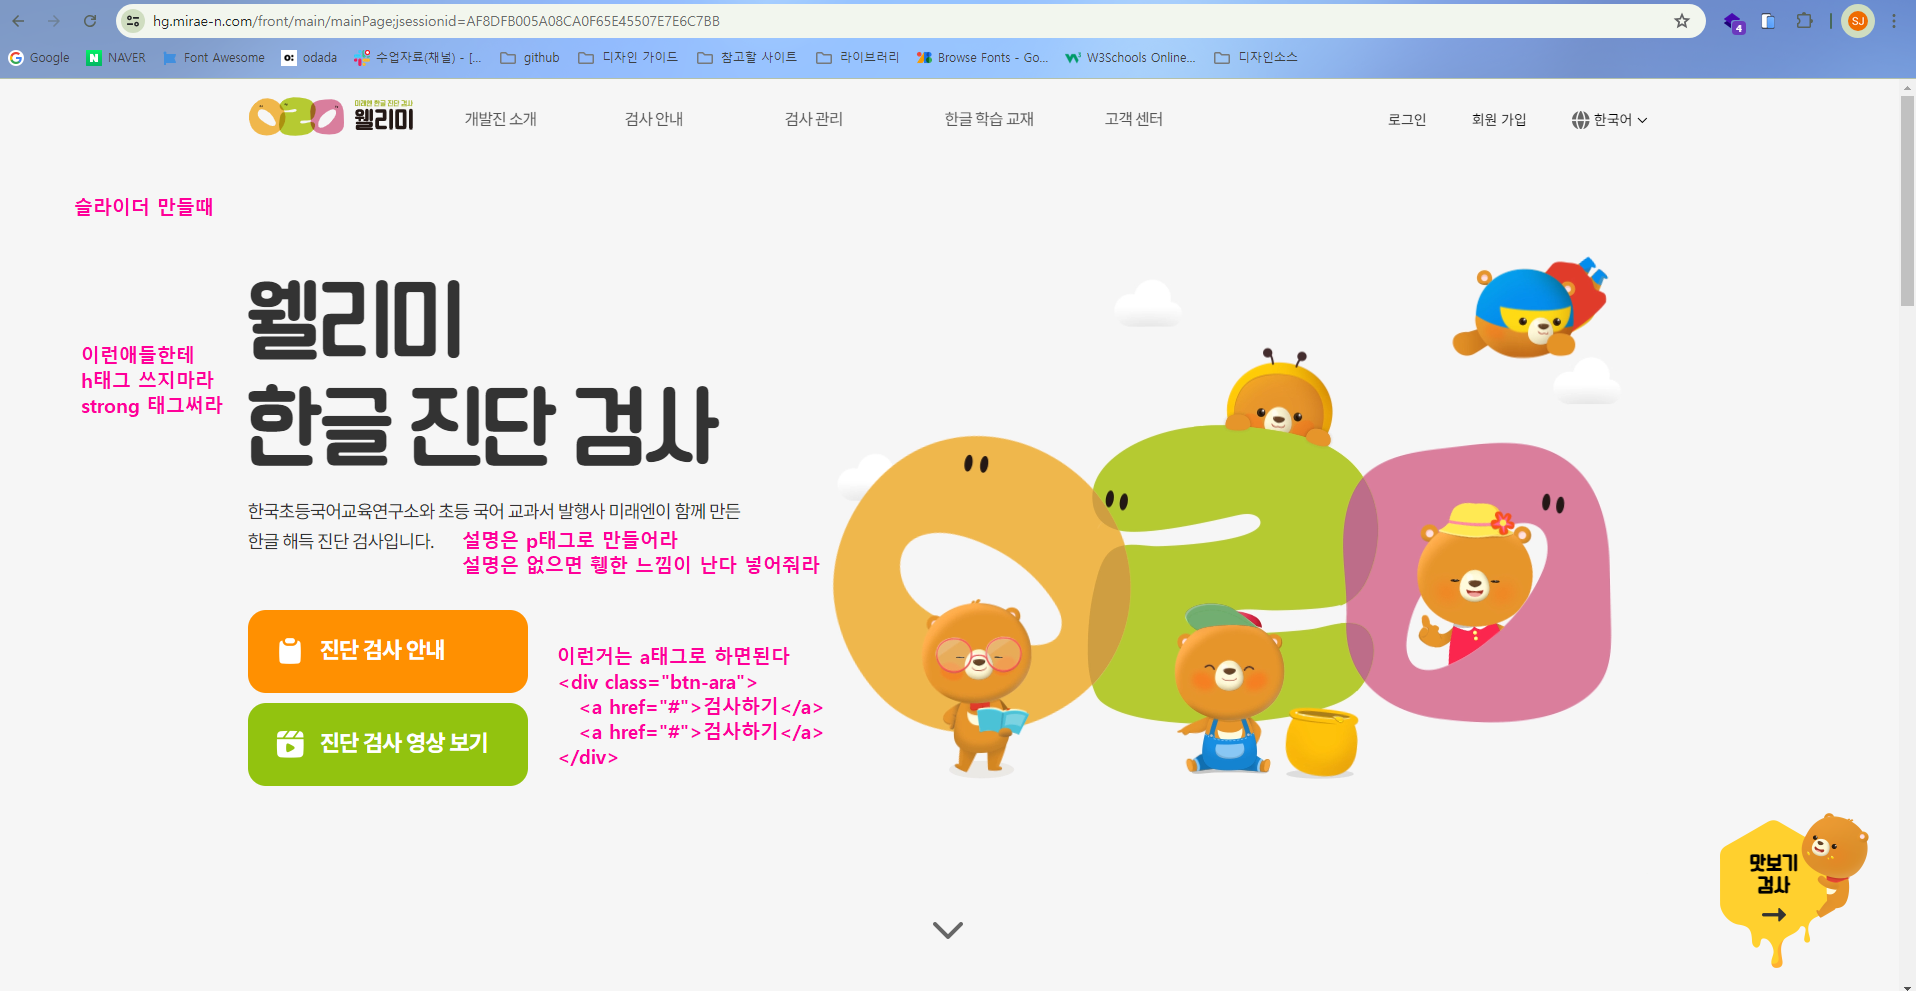 hg.mirae-n.com/front/main/mainPage;jsessionid=AF8DFB005A08CA0F65E45507E7E6C7BB
4
SJ
Google
NAVER
Font Awesome
odada
수업자료(채널) - [...
github
디자인 가이드
참고할 사이트
라이브러리
Browse Fonts - Go...
W3Schools Online...
디자인소스
미래엔 한글 진단 검사
웰리미
개발진 소개
검사 안내
검사 관리
한글 학습 교재
고객 센터
로그인
회원 가입
한국어
슬라이더 만들때
웰리미
한글 진단 검사
이런애들한테
h태그 쓰지마라
strong 태그써라
한국초등국어교육연구소와 초등 국어 교과서 발행사 미래엔이 함께 만든
한글 해득 진단 검사입니다.
설명은 p태그로 만들어라
설명은 없으면 휑한 느낌이 난다 넣어줘라
진단 검사 안내
진단 검사 영상 보기
이런거는 a태그로 하면된다
<div class="btn-ara">
<a href="#">검사하기</a>
<a href="#">검사하기</a>
</div>
맛보기
검사